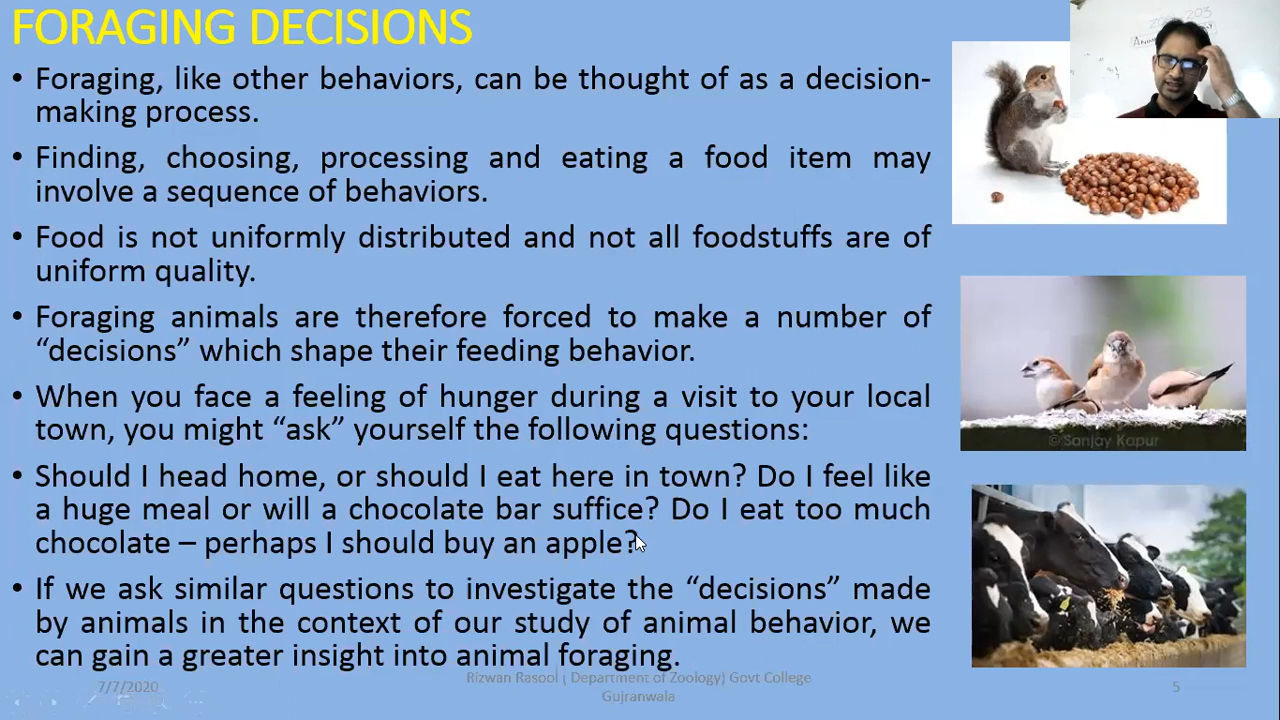 FORAGING DECISIONS
• Foraging, like other behaviors, can be thought of as a decision-
making process.
• Finding, choosing, processing and eating a food item may
involve a sequence of behaviors.
• Food is not uniformly distributed and not all foodstuffs are of
uniform quality.
• Foraging animals are therefore forced to make a number of
“decisions” which shape their feeding behavior.
• When you face a feeling of hunger during a visit to your local
town, you might “ask” yourself the following questions:
• Should I head home, or should I eat here in town? Do I feel like
a huge meal or will a chocolate bar suffice? Do I eat too much
chocolate – perhaps I should buy an apple?
• If we ask similar questions to investigate the “decisions” made
by animals in the context of our study of animal behavior, we
can gain a greater insight into animal foraging.
© Sanjay Kapur
7/7/2020
Rizwan Rasool ( Department of Zoology) Govt College
Gujranwala
5